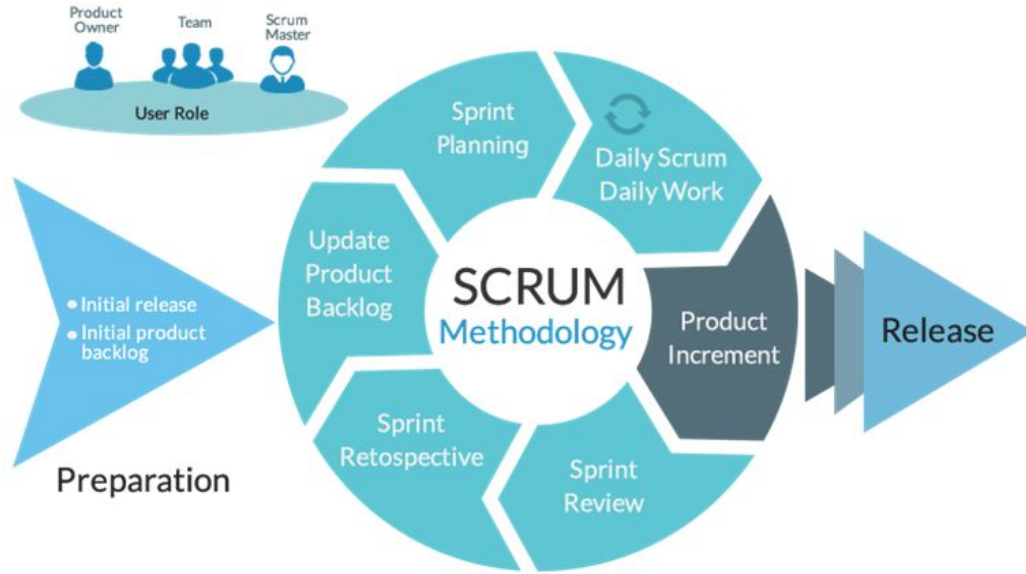 Product
Owner
Team
Scrum
Master
User Role
Sprint
Planning
Daily Scrum
Daily Work
Update
Product
Backlog
SCRUM
Methodology
Product
Increment
Release
• Initial release
• Initial product
backlog
Preparation
Sprint
Retospective
Sprint
Review